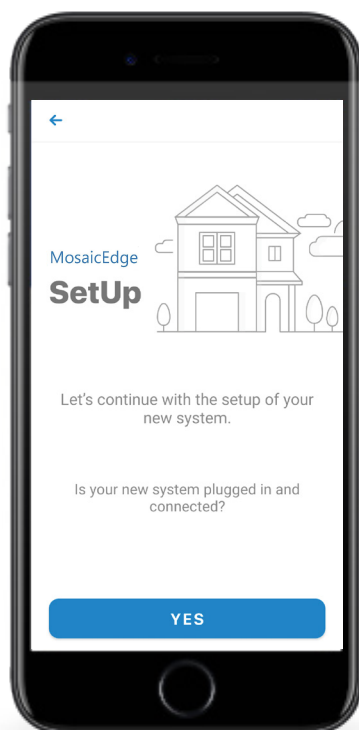 MosaicEdge
SetUp
Let's continue with the setup of your
new system.
Is your new system plugged in and
connected?
YES